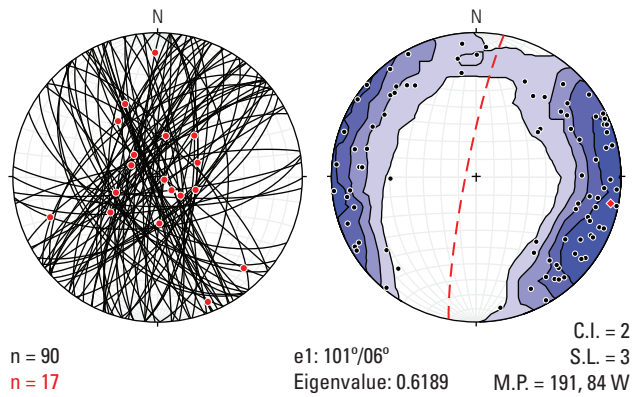 N
N
n = 90
n = 17
e1: 101º/06º
Eigenvalue: 0.6189
C.I. = 2
S.L. = 3
M.P. = 191, 84 W